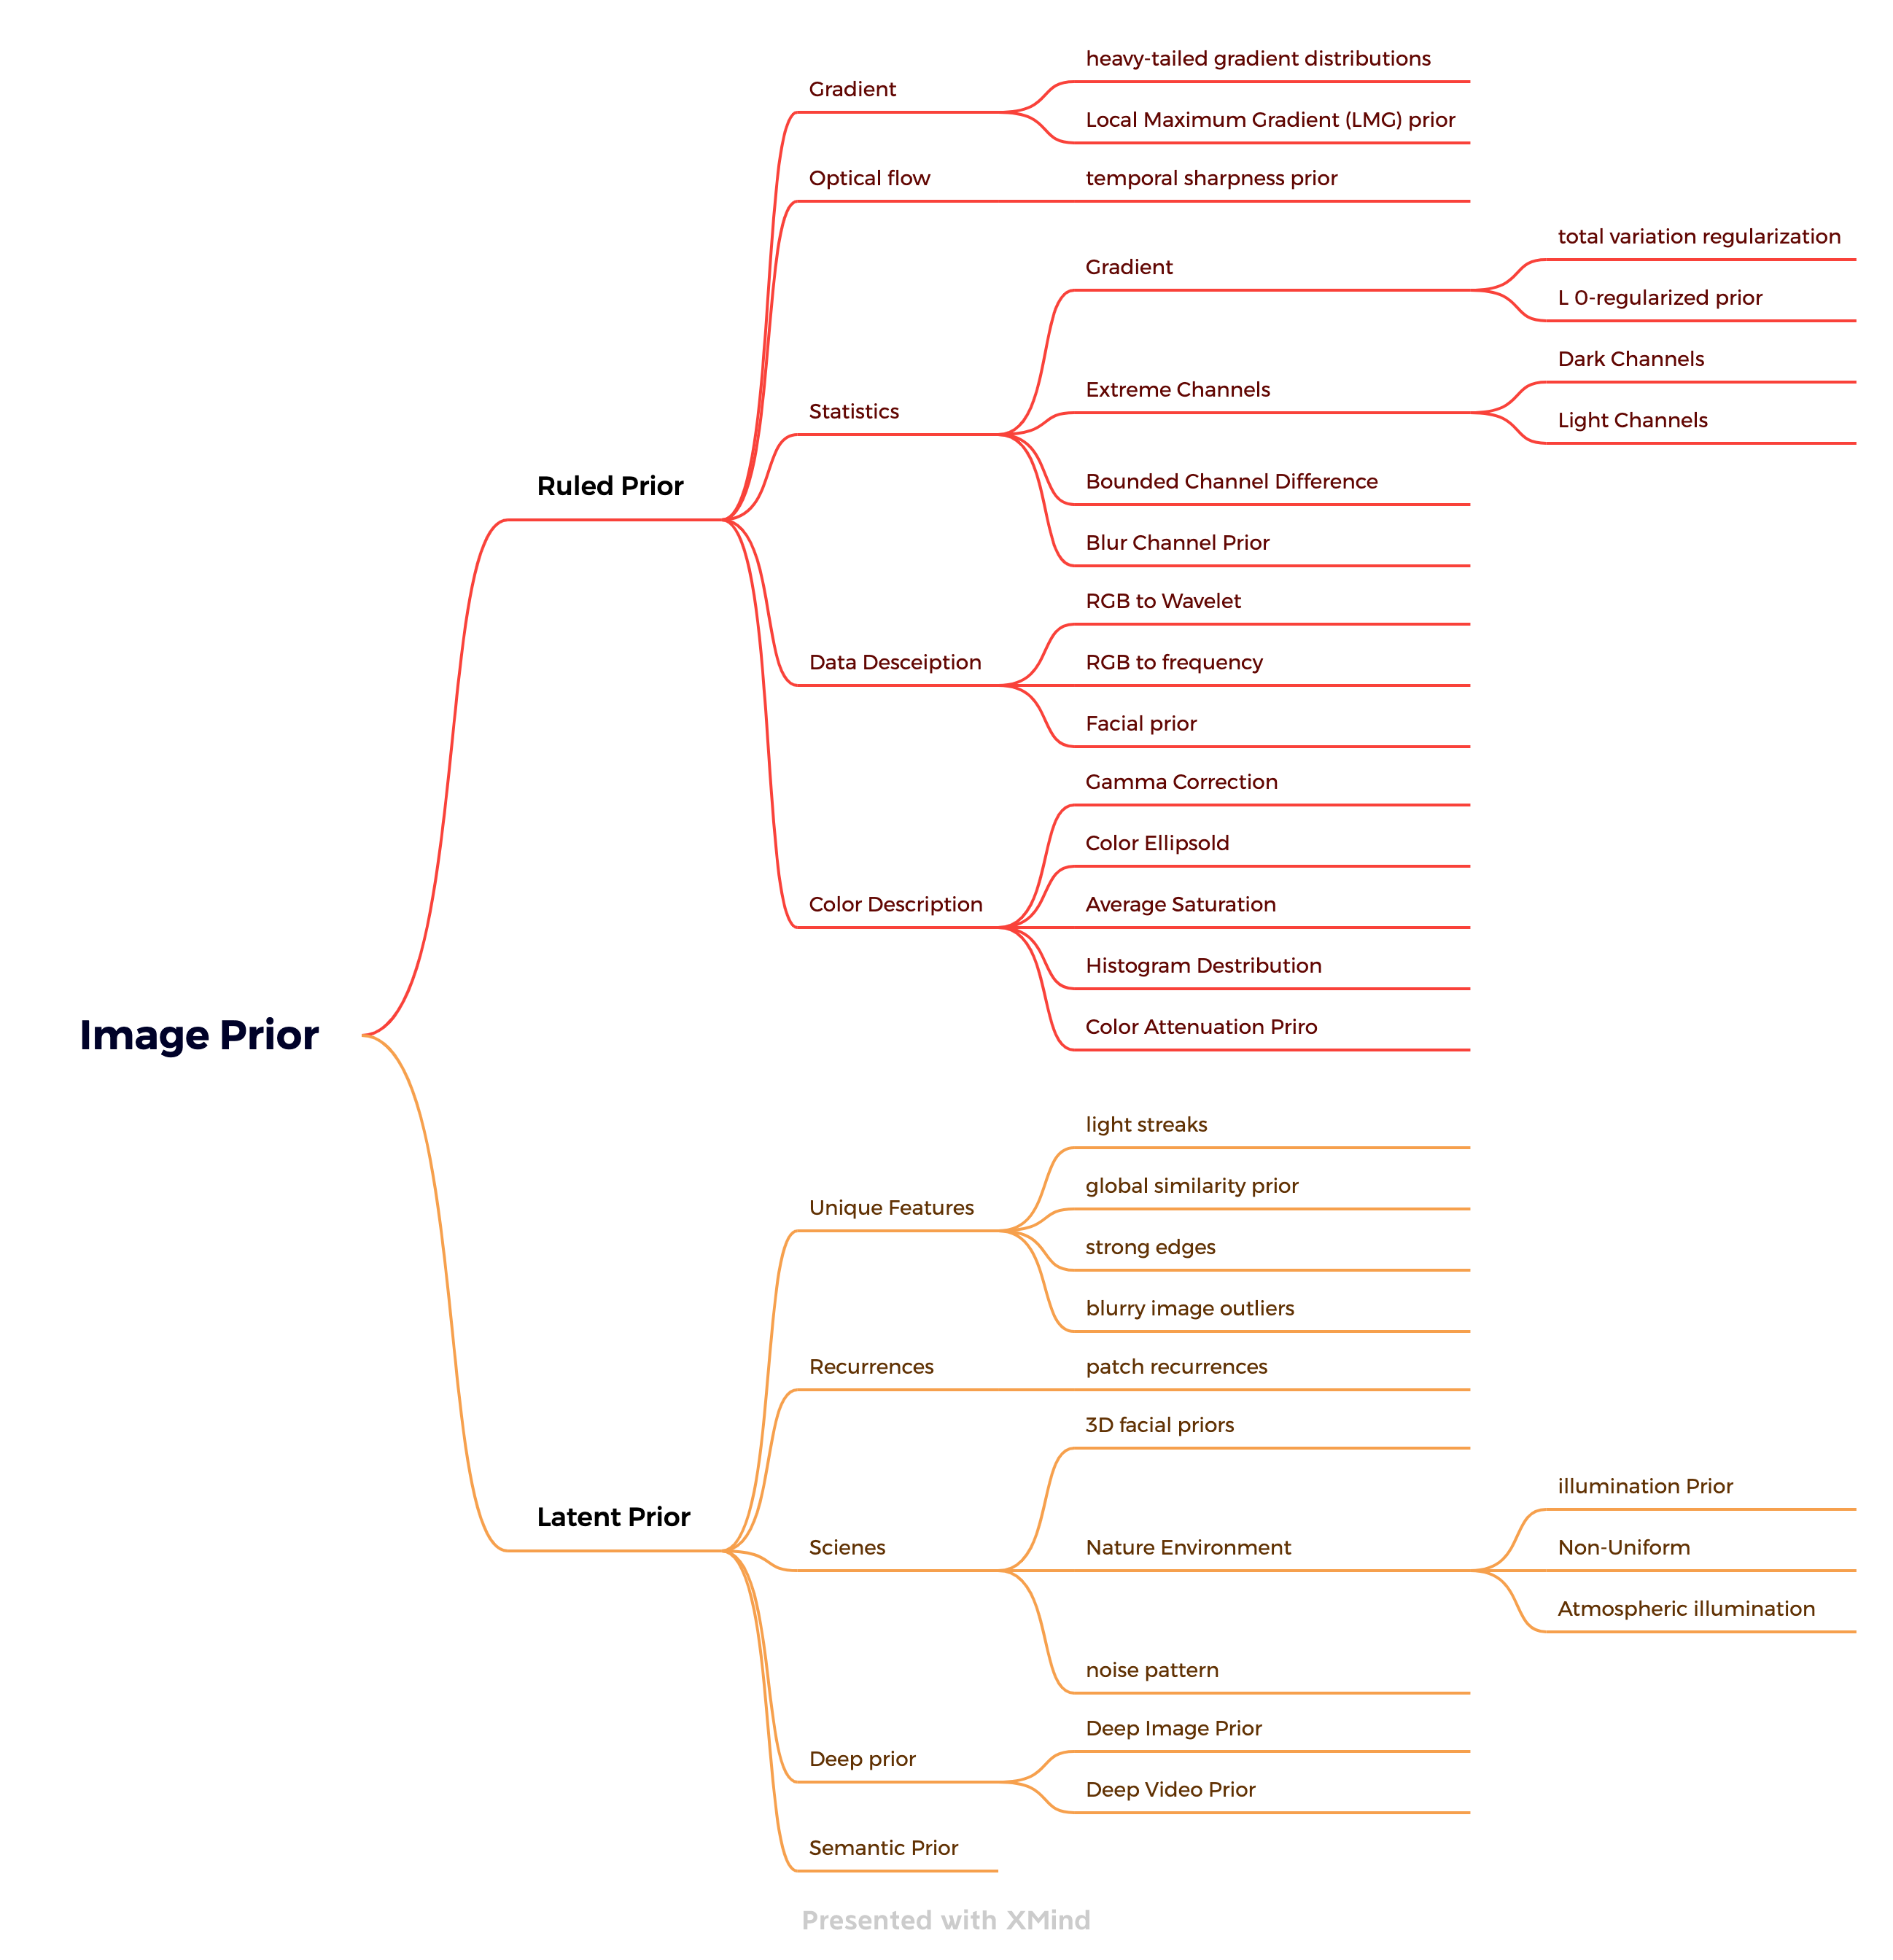 Image Prior
Ruled Prior
Gradient
heavy-tailed gradient distributions
Local Maximum Gradient (LMG) prior
Optical flow
temporal sharpness prior
Statistics
Gradient
total variation regularization
L 0-regularized prior
Extreme Channels
Dark Channels
Light Channels
Bounded Channel Difference
Blur Channel Prior
Data Desceiption
RGB to Wavelet
RGB to frequency
Facial prior
Color Description
Gamma Correction
Color Ellipsold
Average Saturation
Histogram Destribution
Color Attenuation Priro
Latent Prior
Unique Features
light streaks
global similarity prior
strong edges
blurry image outliers
Recurrences
patch recurrences
Scienes
3D facial priors
Nature Environment
illumination Prior
Non-Uniform
Atmospheric illumination
noise pattern
Deep prior
Deep Image Prior
Deep Video Prior
Semantic Prior
Presented with XMind